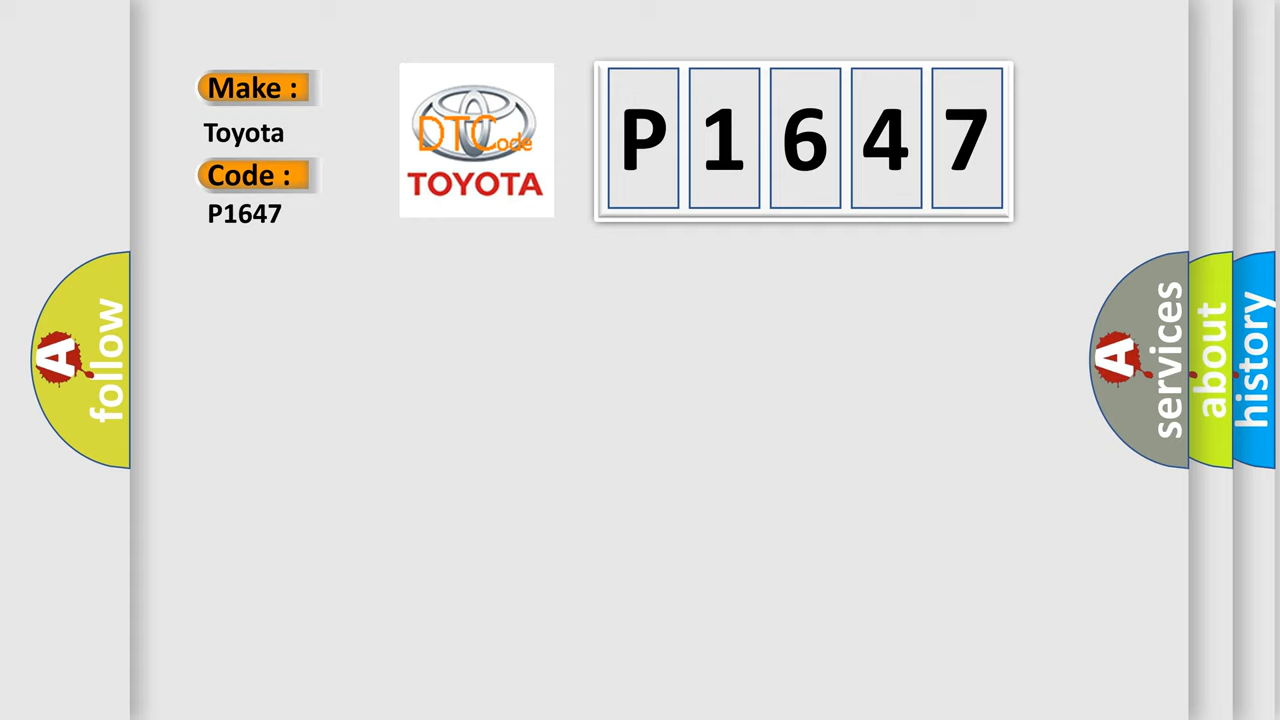 Make :
Toyota
Code :
P1647
DTCode
TOYOTA
P 1 6 4 7
A follow
A services
about
history